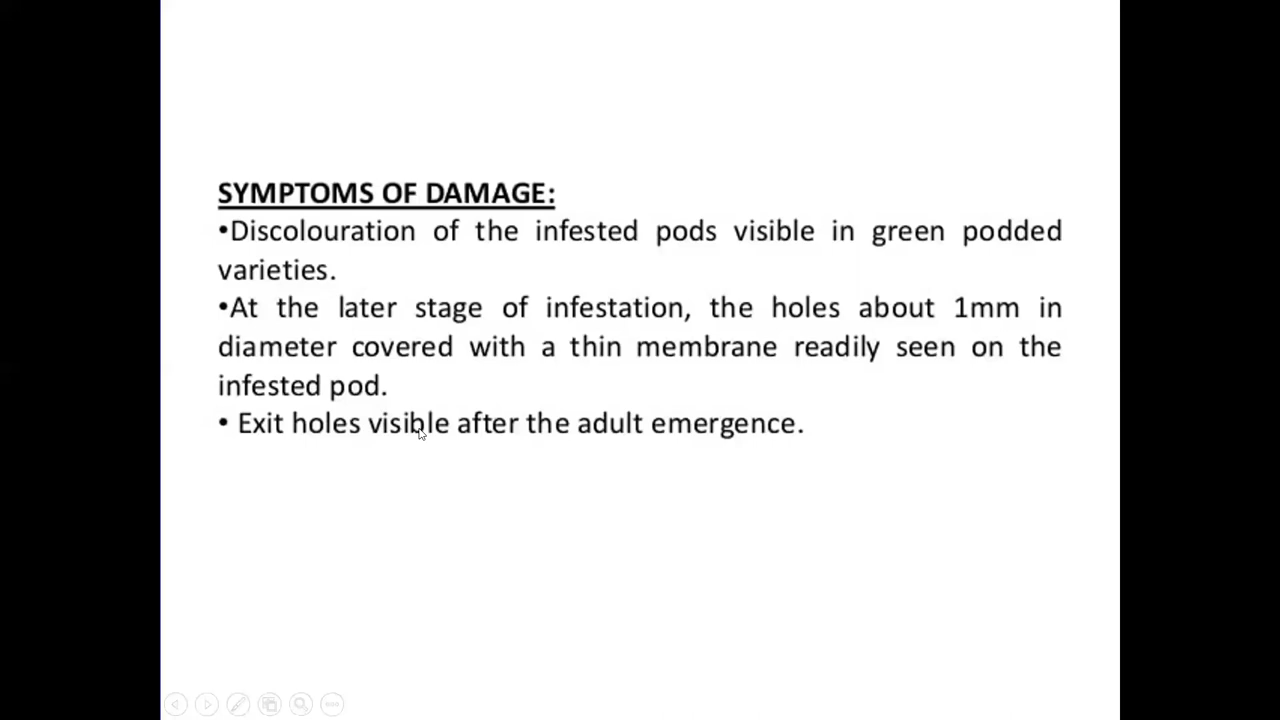 SYMPTOMS OF DAMAGE:
•Discolouration of the infested pods visible in green podded
varieties.
•At the later stage of infestation, the holes about 1mm in
diameter covered with a thin membrane readily seen on the
infested pod.
• Exit holes visible after the adult emergence.